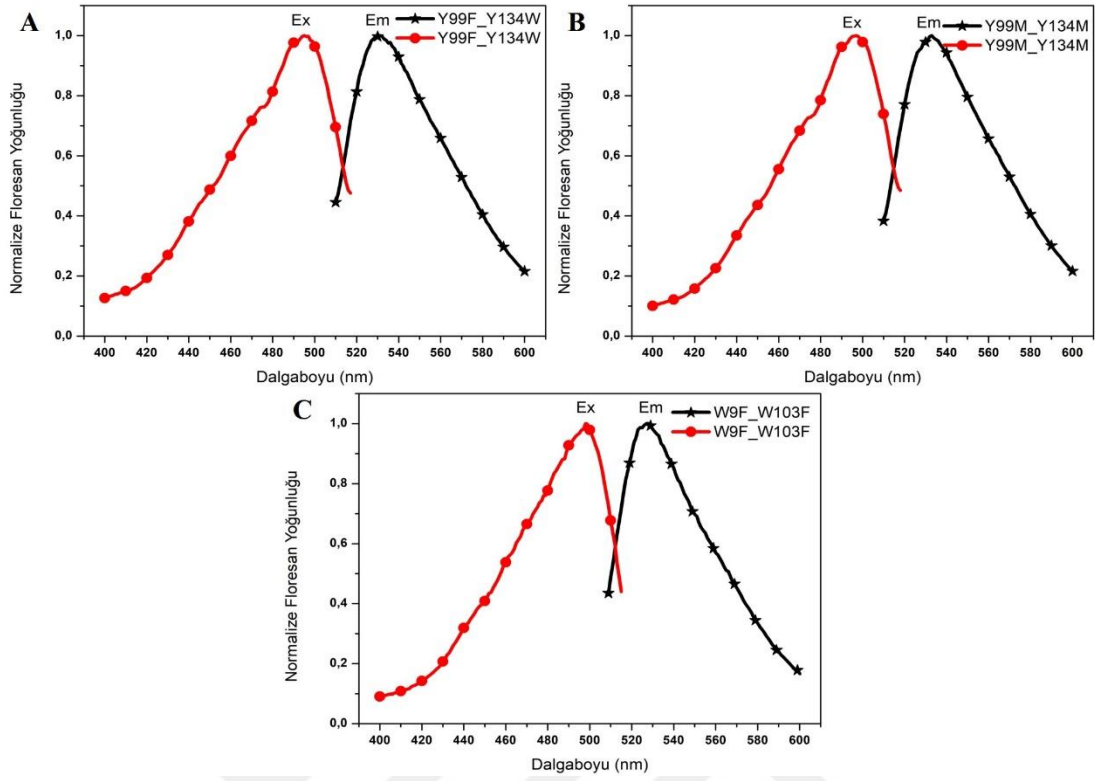 A
Ex
Em
Y99F_Y134W
Y99F_Y134W
Normalize Floresan Yoğunluğu
1,0
0,8
0,6
0,4
0,2
0,0
400 420 440 460 480 500 520 540 560 580 600
Dalgaboyu (nm)
B
Ex
Em
Y99M_Y134M
Y99M_Y134M
Normalize Floresan Yoğunluğu
1,0
0,8
0,6
0,4
0,2
0,0
400 420 440 460 480 500 520 540 560 580 600
Dalgaboyu (nm)
C
Ex
Em
W9F_W103F
W9F_W103F
Normalize Floresan Yoğunluğu
1,0
0,8
0,6
0,4
0,2
0,0
400 420 440 460 480 500 520 540 560 580 600
Dalgaboyu (nm)